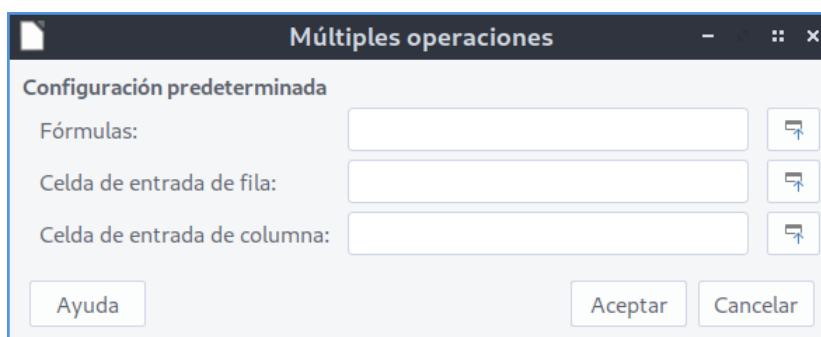 Múltiples operaciones
Configuración predeterminada
Fórmulas:
Celda de entrada de fila:
Celda de entrada de columna:
Ayuda Aceptar Cancelar